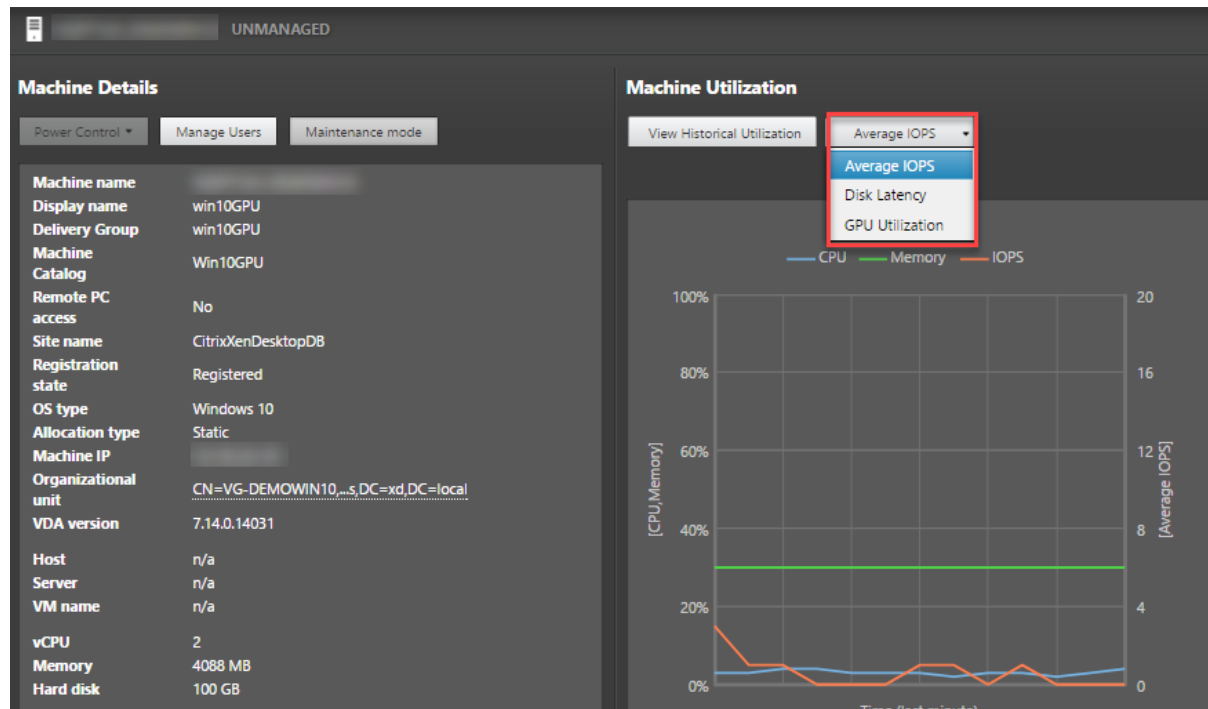 UNMANAGED
Machine Details
Power Control
Manage Users
Maintenance mode
Machine name
Display name win10GPU
Delivery Group win10GPU
Machine
Catalog
Win10GPU
Remote PC
access
No
Site name CitrixXenDesktopDB
Registration
state
Registered
OS type Windows 10
Allocation type Static
Machine IP
Organizational
unit
CN=VG-DEMOWIN10,...s,DC=xd,DC=local
VDA version 7.14.0.14031
Host n/a
Server n/a
VM name n/a
vCPU 2
Memory 4088 MB
Hard disk 100 GB
Machine Utilization
View Historical Utilization
Average IOPS
Average IOPS
Disk Latency
GPU Utilization
CPU Memory IOPS
100% 20
80% 16
60% 12
40% 8
20% 4
0% 0
[CPU,Memory]
[Average IOPS]
Time (last minute)